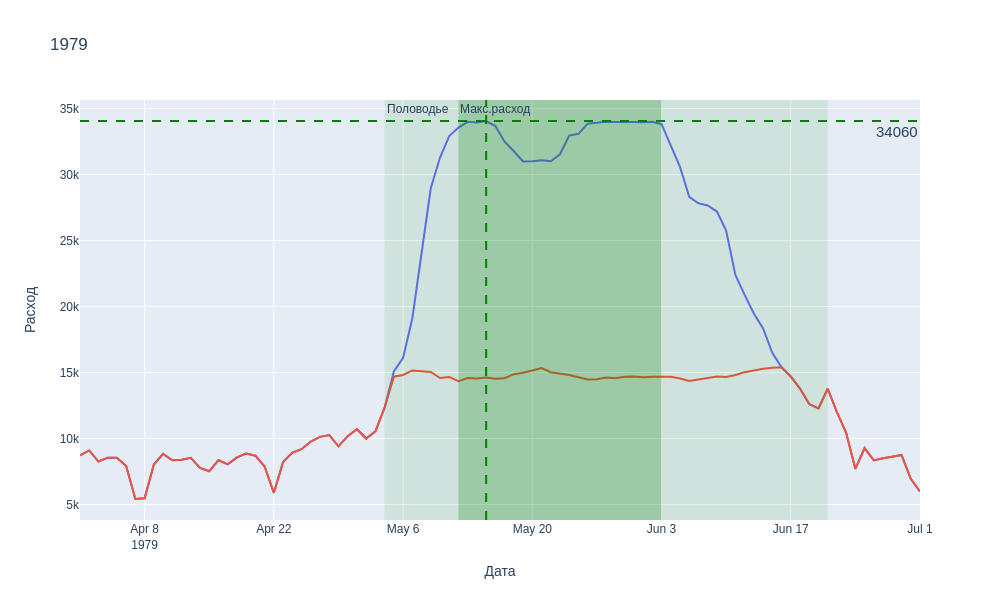 1979
Половодье
Макс.расход
35k
34060
30k
25k
20k
15k
10k
5k
Расход
Apr 8
1979
Apr 22
May 6
May 20
Jun 3
Jun 17
Jul 1
Дата